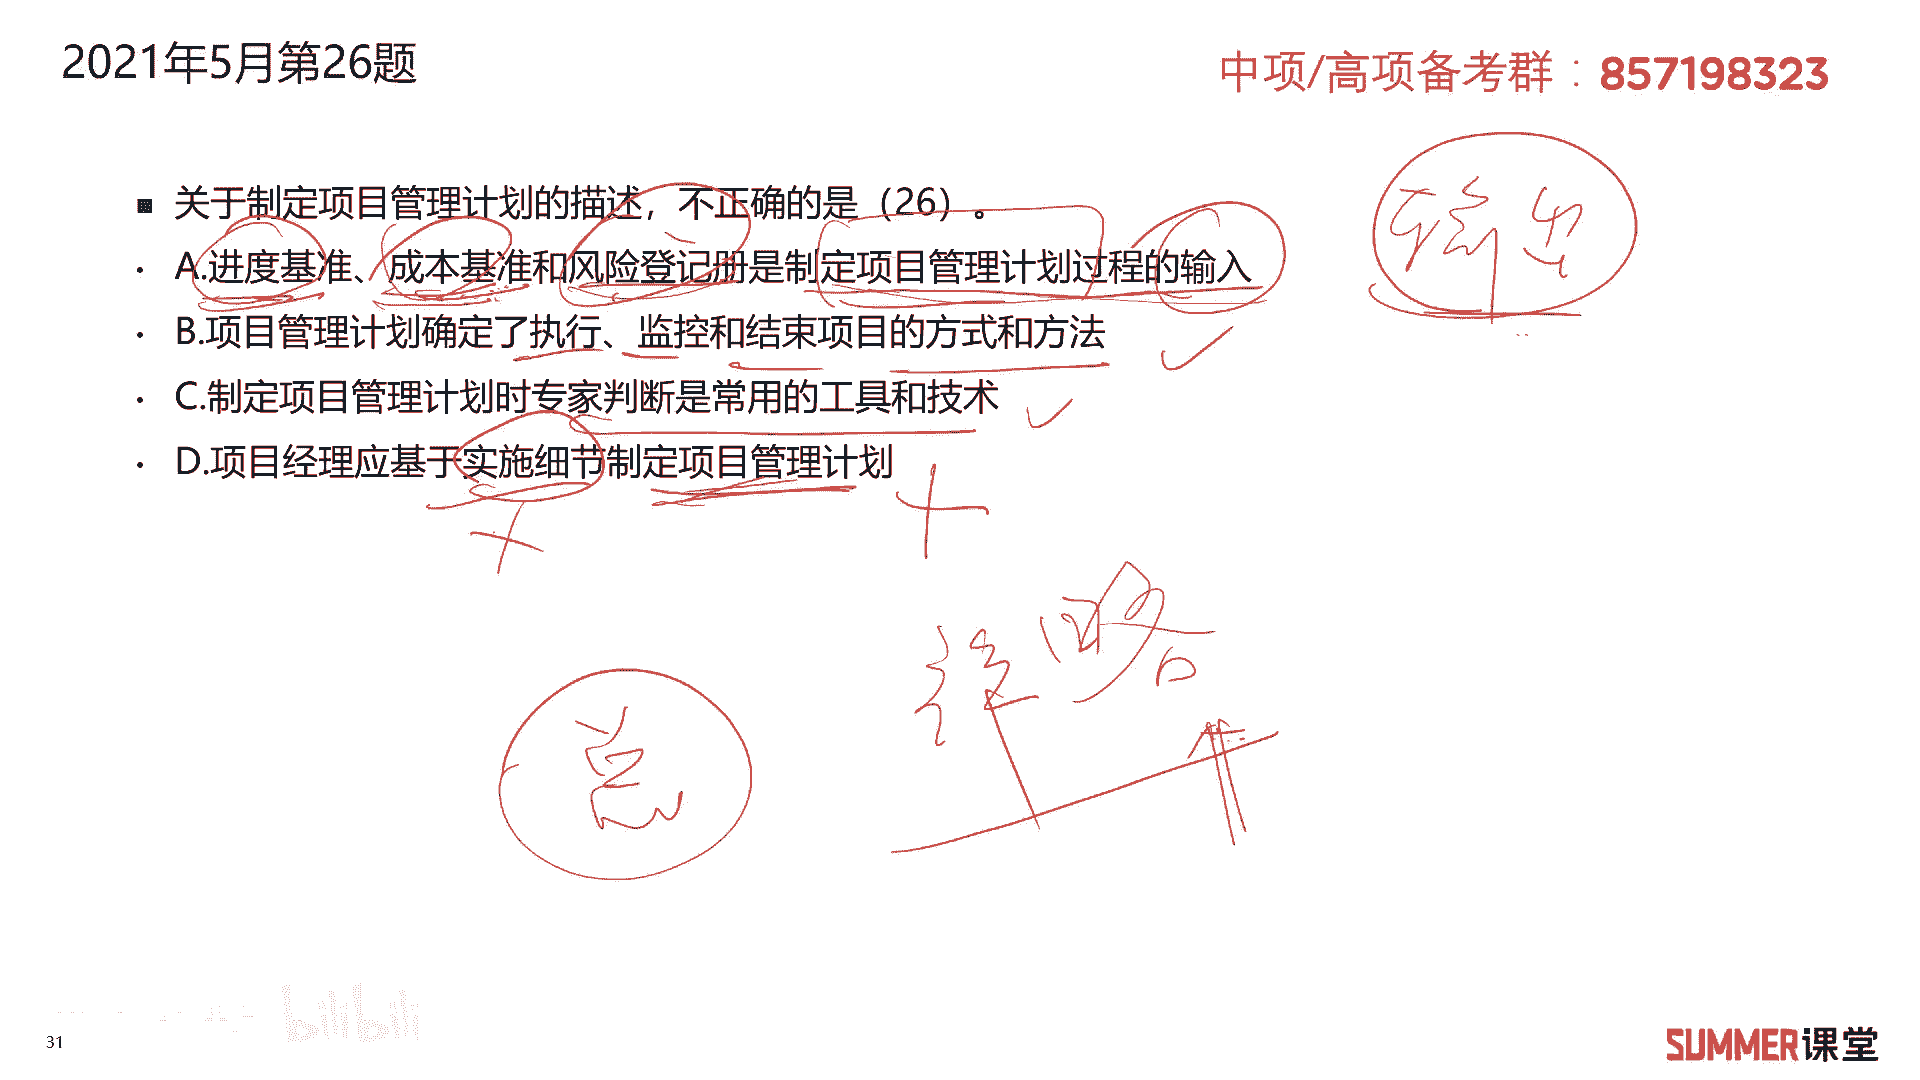 2021年5月第26题
中项/高项备考群：857198323
■ 关于制定项目管理计划的描述，不正确的是（26）。
• A.进度基准、成本基准和风险登记册是制定项目管理计划过程的输入
• B.项目管理计划确定了执行、监控和结束项目的方式和方法
• C.制定项目管理计划时专家判断是常用的工具和技术
• D.项目经理应基于实施细节制定项目管理计划
输出
总
详略
bilibili
31
SUMMER课堂